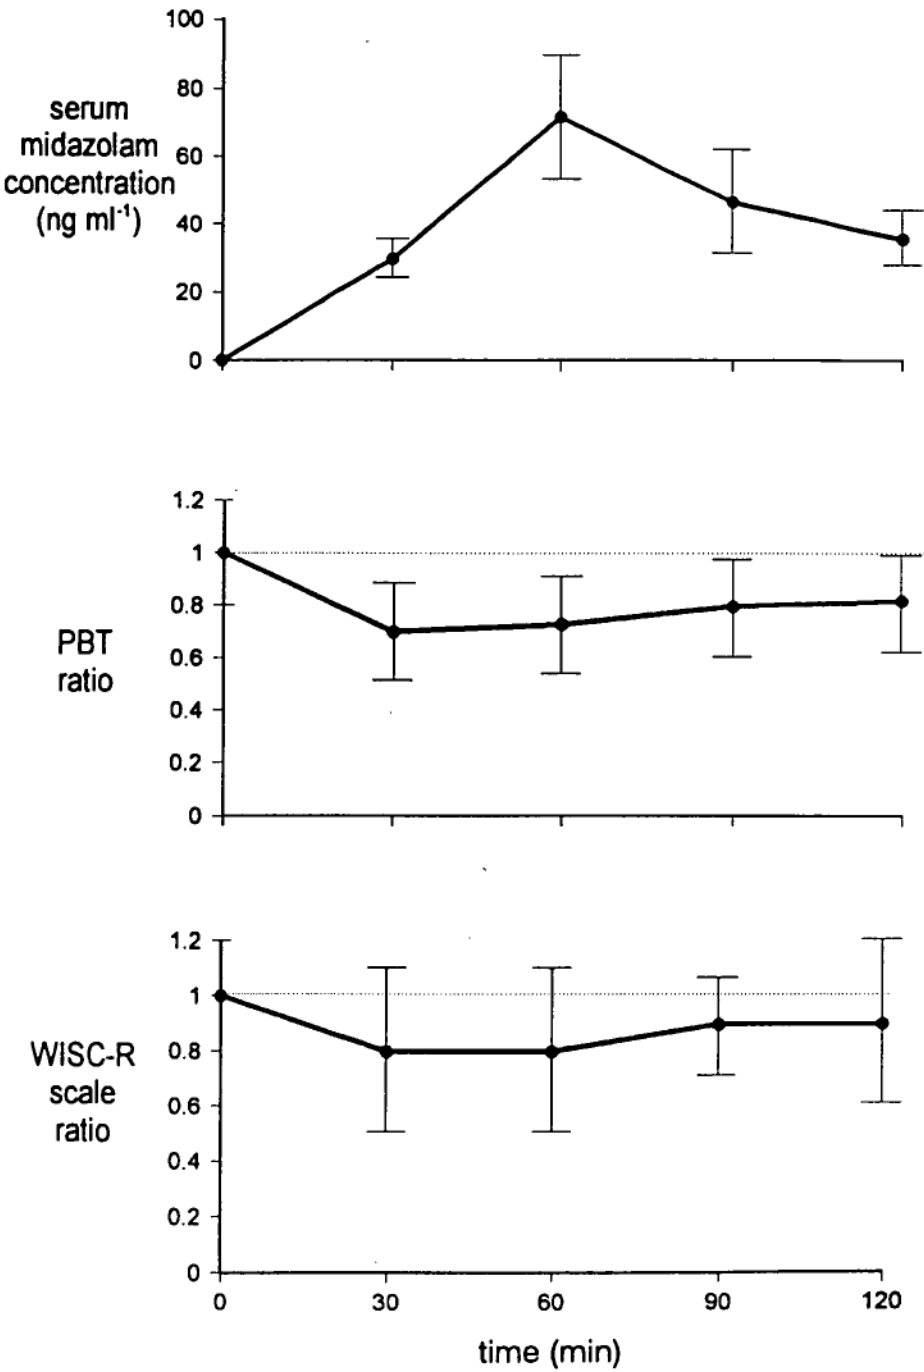 100
80
60
40
20
0
serum
midazolam
concentration
(ng ml⁻¹)
1.2
1
0.8
0.6
0.4
0.2
0
PBT
ratio
1.2
1
0.8
0.6
0.4
0.2
0
WISC-R
scale
ratio
0 30 60 90 120
time (min)